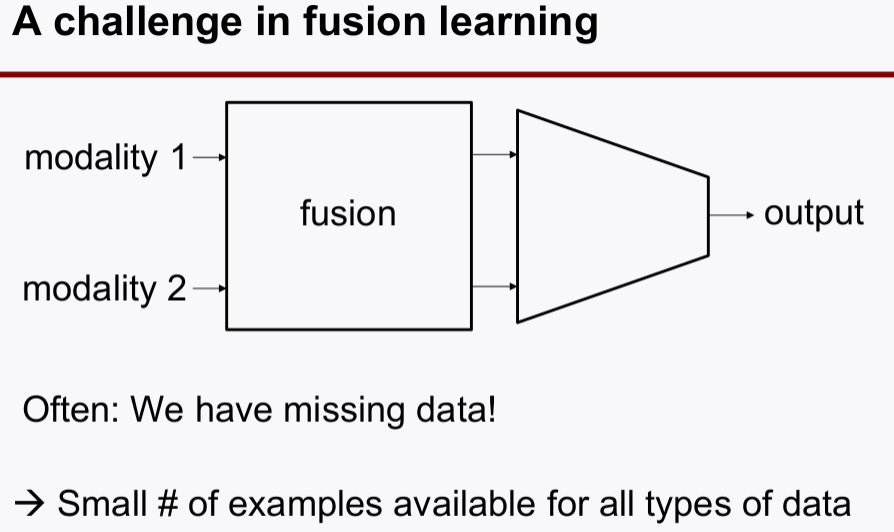 A challenge in fusion learning
modality 1
fusion
output
modality 2
Often: We have missing data!
→ Small # of examples available for all types of data